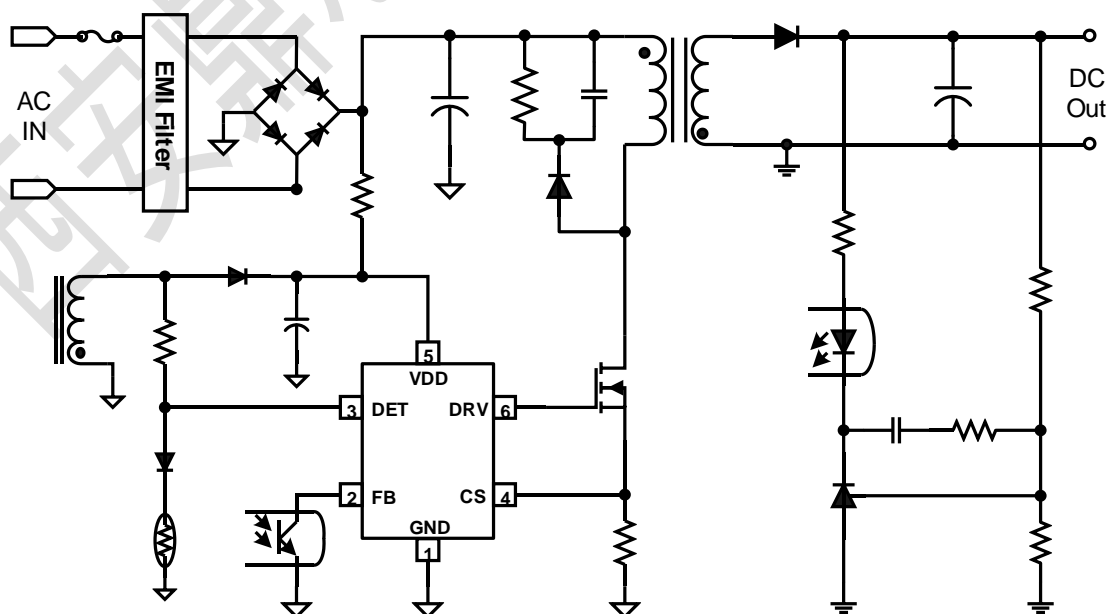 AC
IN
EMI Filter
DC
Out
5
VDD
3 DET DRV 6
2 FB CS 4
GND
1